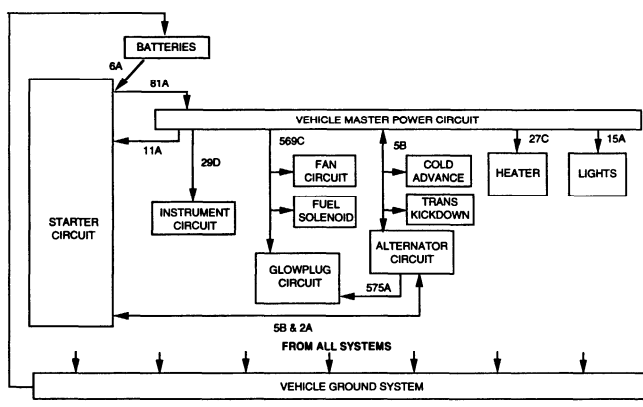 BATTERIES
6A
81A
VEHICLE MASTER POWER CIRCUIT
11A
29D
569C
5B
27C
15A
FAN
CIRCUIT
COLD
ADVANCE
HEATER
LIGHTS
INSTRUMENT
CIRCUIT
FUEL
SOLENOID
TRANS
KICKDOWN
STARTER
CIRCUIT
ALTERNATOR
CIRCUIT
GLOWPLUG
CIRCUIT
575A
5B & 2A
FROM ALL SYSTEMS
VEHICLE GROUND SYSTEM